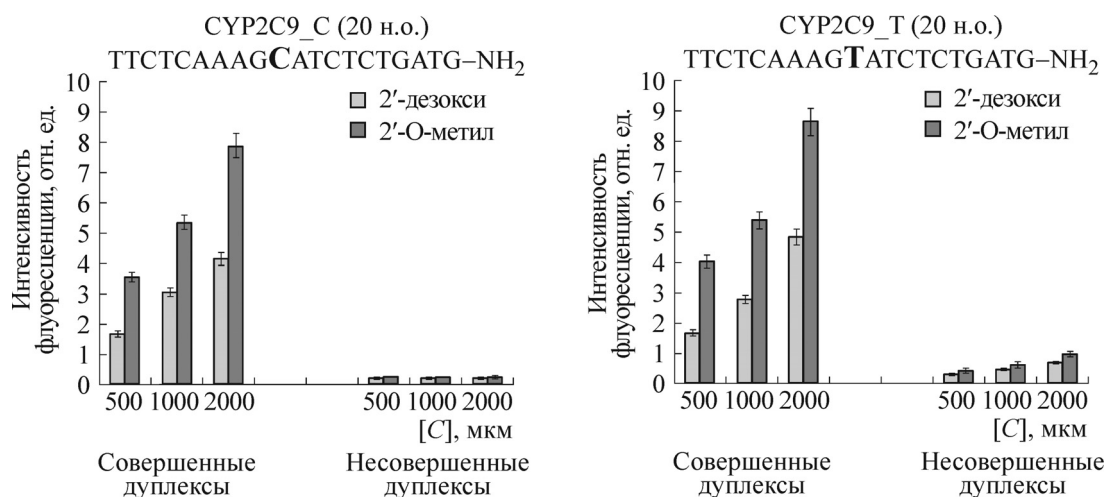 CYP2C9_C (20 н.о.)
TTCTCAAAGCATCTCTGATG–NH2
Интенсивность
флуоресценции, отн. ед.
10
9
8
7
6
5
4
3
2
1
0
2′-дезокси
2′-О-метил
500 1000 2000
500 1000 2000
[C], мкм
Совершенные
дуплексы
Несовершенные
дуплексы
CYP2C9_T (20 н.о.)
TTCTCAAAGTATCTCTGATG–NH2
Интенсивность
флуоресценции, отн. ед.
10
9
8
7
6
5
4
3
2
1
0
2′-дезокси
2′-О-метил
500 1000 2000
500 1000 2000
[C], мкм
Совершенные
дуплексы
Несовершенные
дуплексы